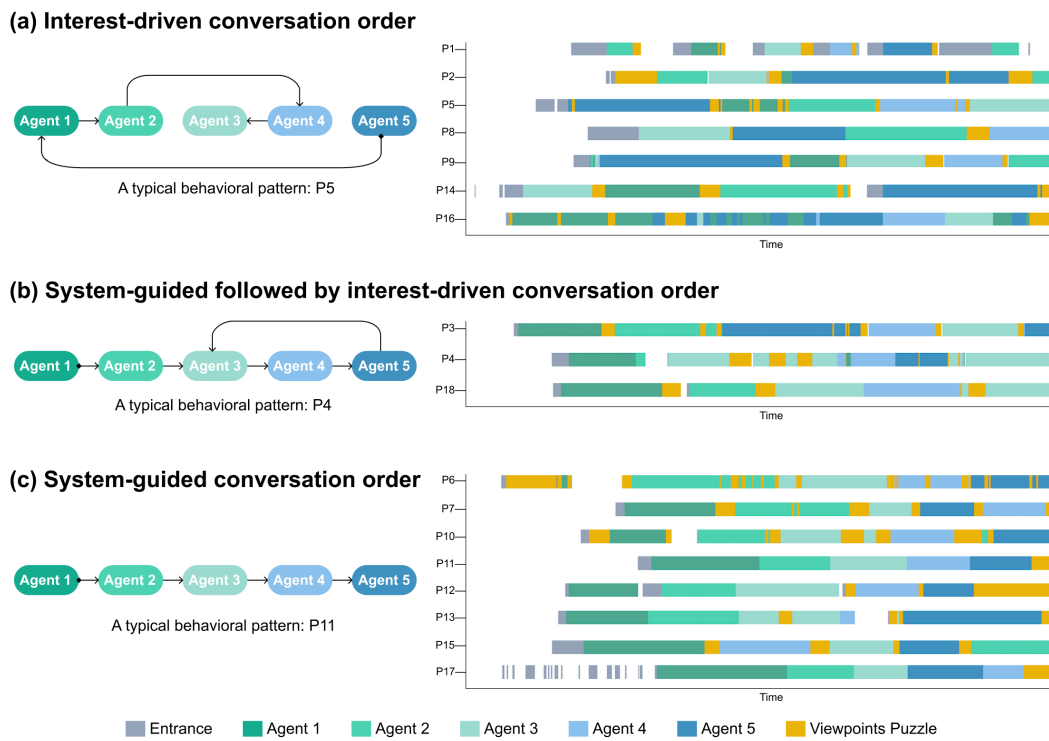 (a) Interest-driven conversation order
Agent 1 Agent 2 Agent 3 Agent 4 Agent 5
A typical behavioral pattern: P5
P1
P2
P5
P8
P9
P14
P16
Time
(b) System-guided followed by interest-driven conversation order
Agent 1 Agent 2 Agent 3 Agent 4 Agent 5
A typical behavioral pattern: P4
P3
P4
P18
Time
(c) System-guided conversation order
Agent 1 Agent 2 Agent 3 Agent 4 Agent 5
A typical behavioral pattern: P11
P6
P7
P10
P11
P12
P13
P15
P17
Time
Entrance Agent 1 Agent 2 Agent 3 Agent 4 Agent 5 Viewpoints Puzzle